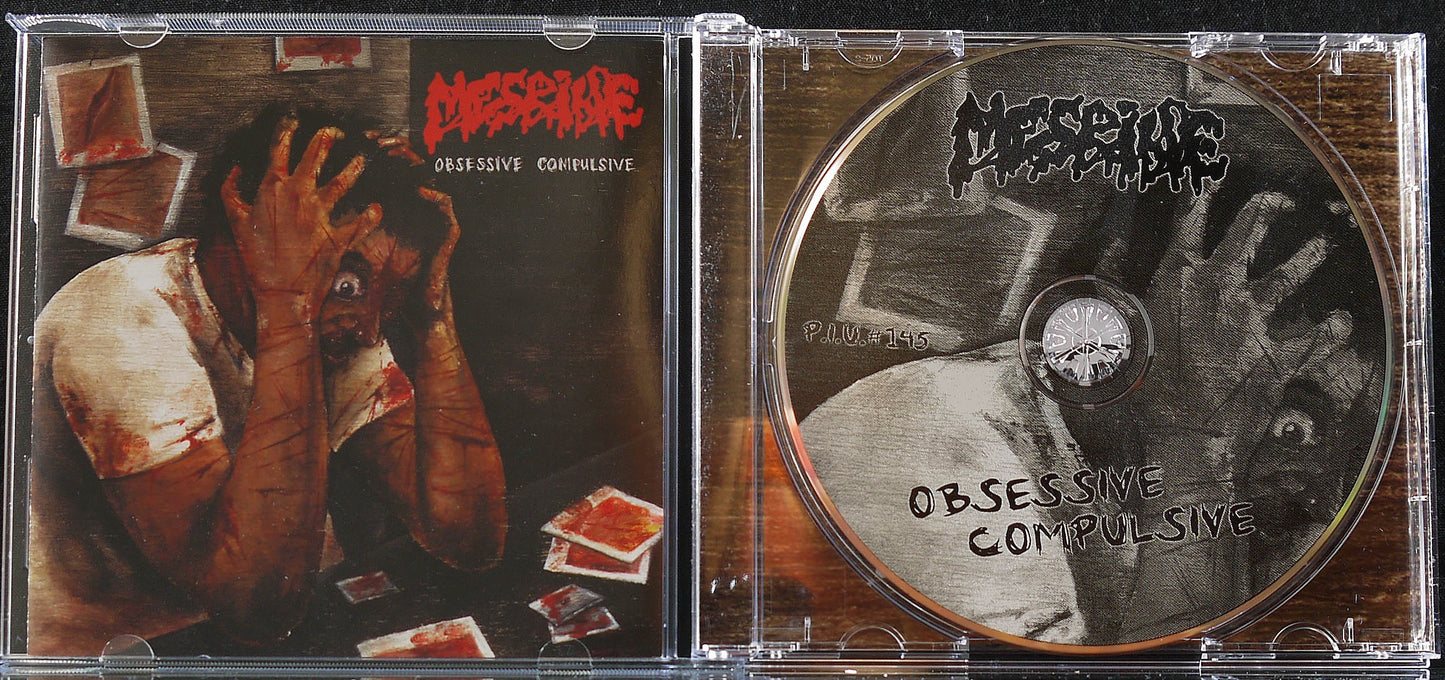 MESRINE
OBSESSIVE COMPULSIVE
MESRINE
P.I.U.#145
OBSESSIVE
COMPULSIVE